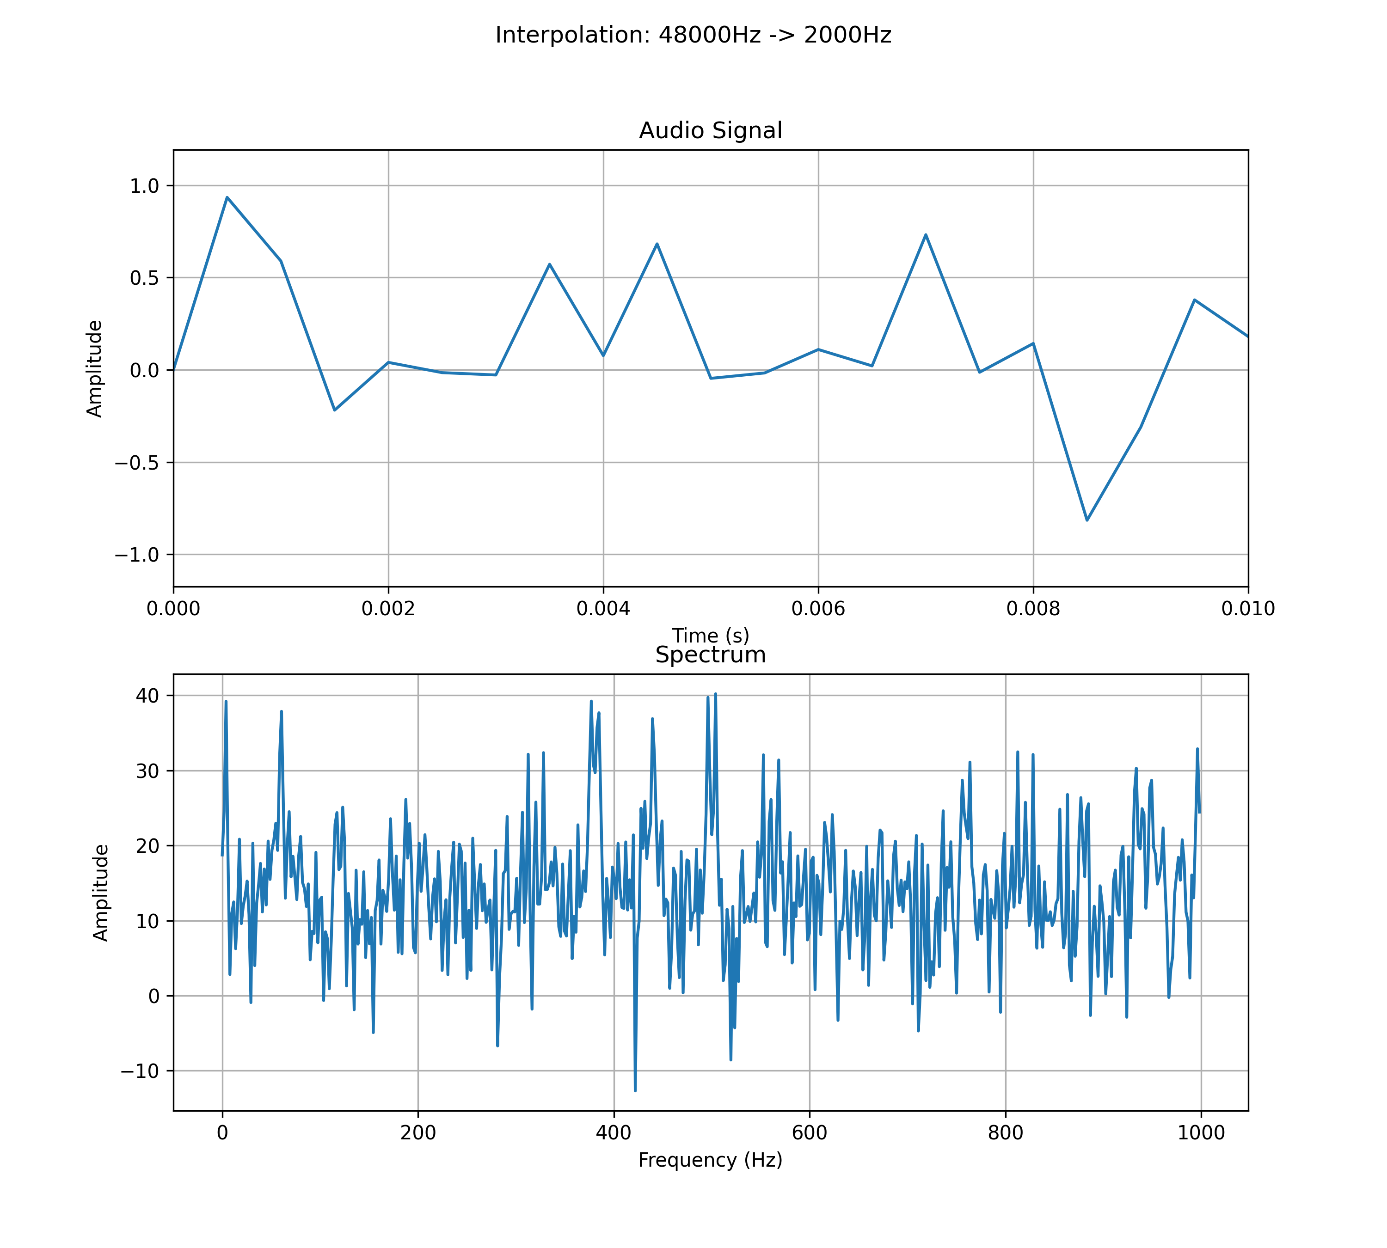 Interpolation: 48000Hz -> 2000Hz
Audio Signal
Amplitude
1.0
0.5
0.0
−0.5
−1.0
0.000 0.002 0.004 0.006 0.008 0.010
Time (s)
Spectrum
Amplitude
40
30
20
10
0
−10
0 200 400 600 800 1000
Frequency (Hz)